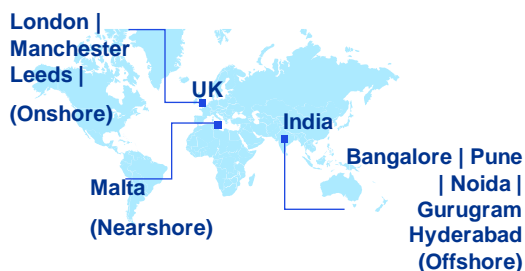 London |
Manchester
Leeds |
(Onshore)
UK
India
Malta
(Nearshore)
Bangalore | Pune
| Noida |
Gurugram
Hyderabad
(Offshore)